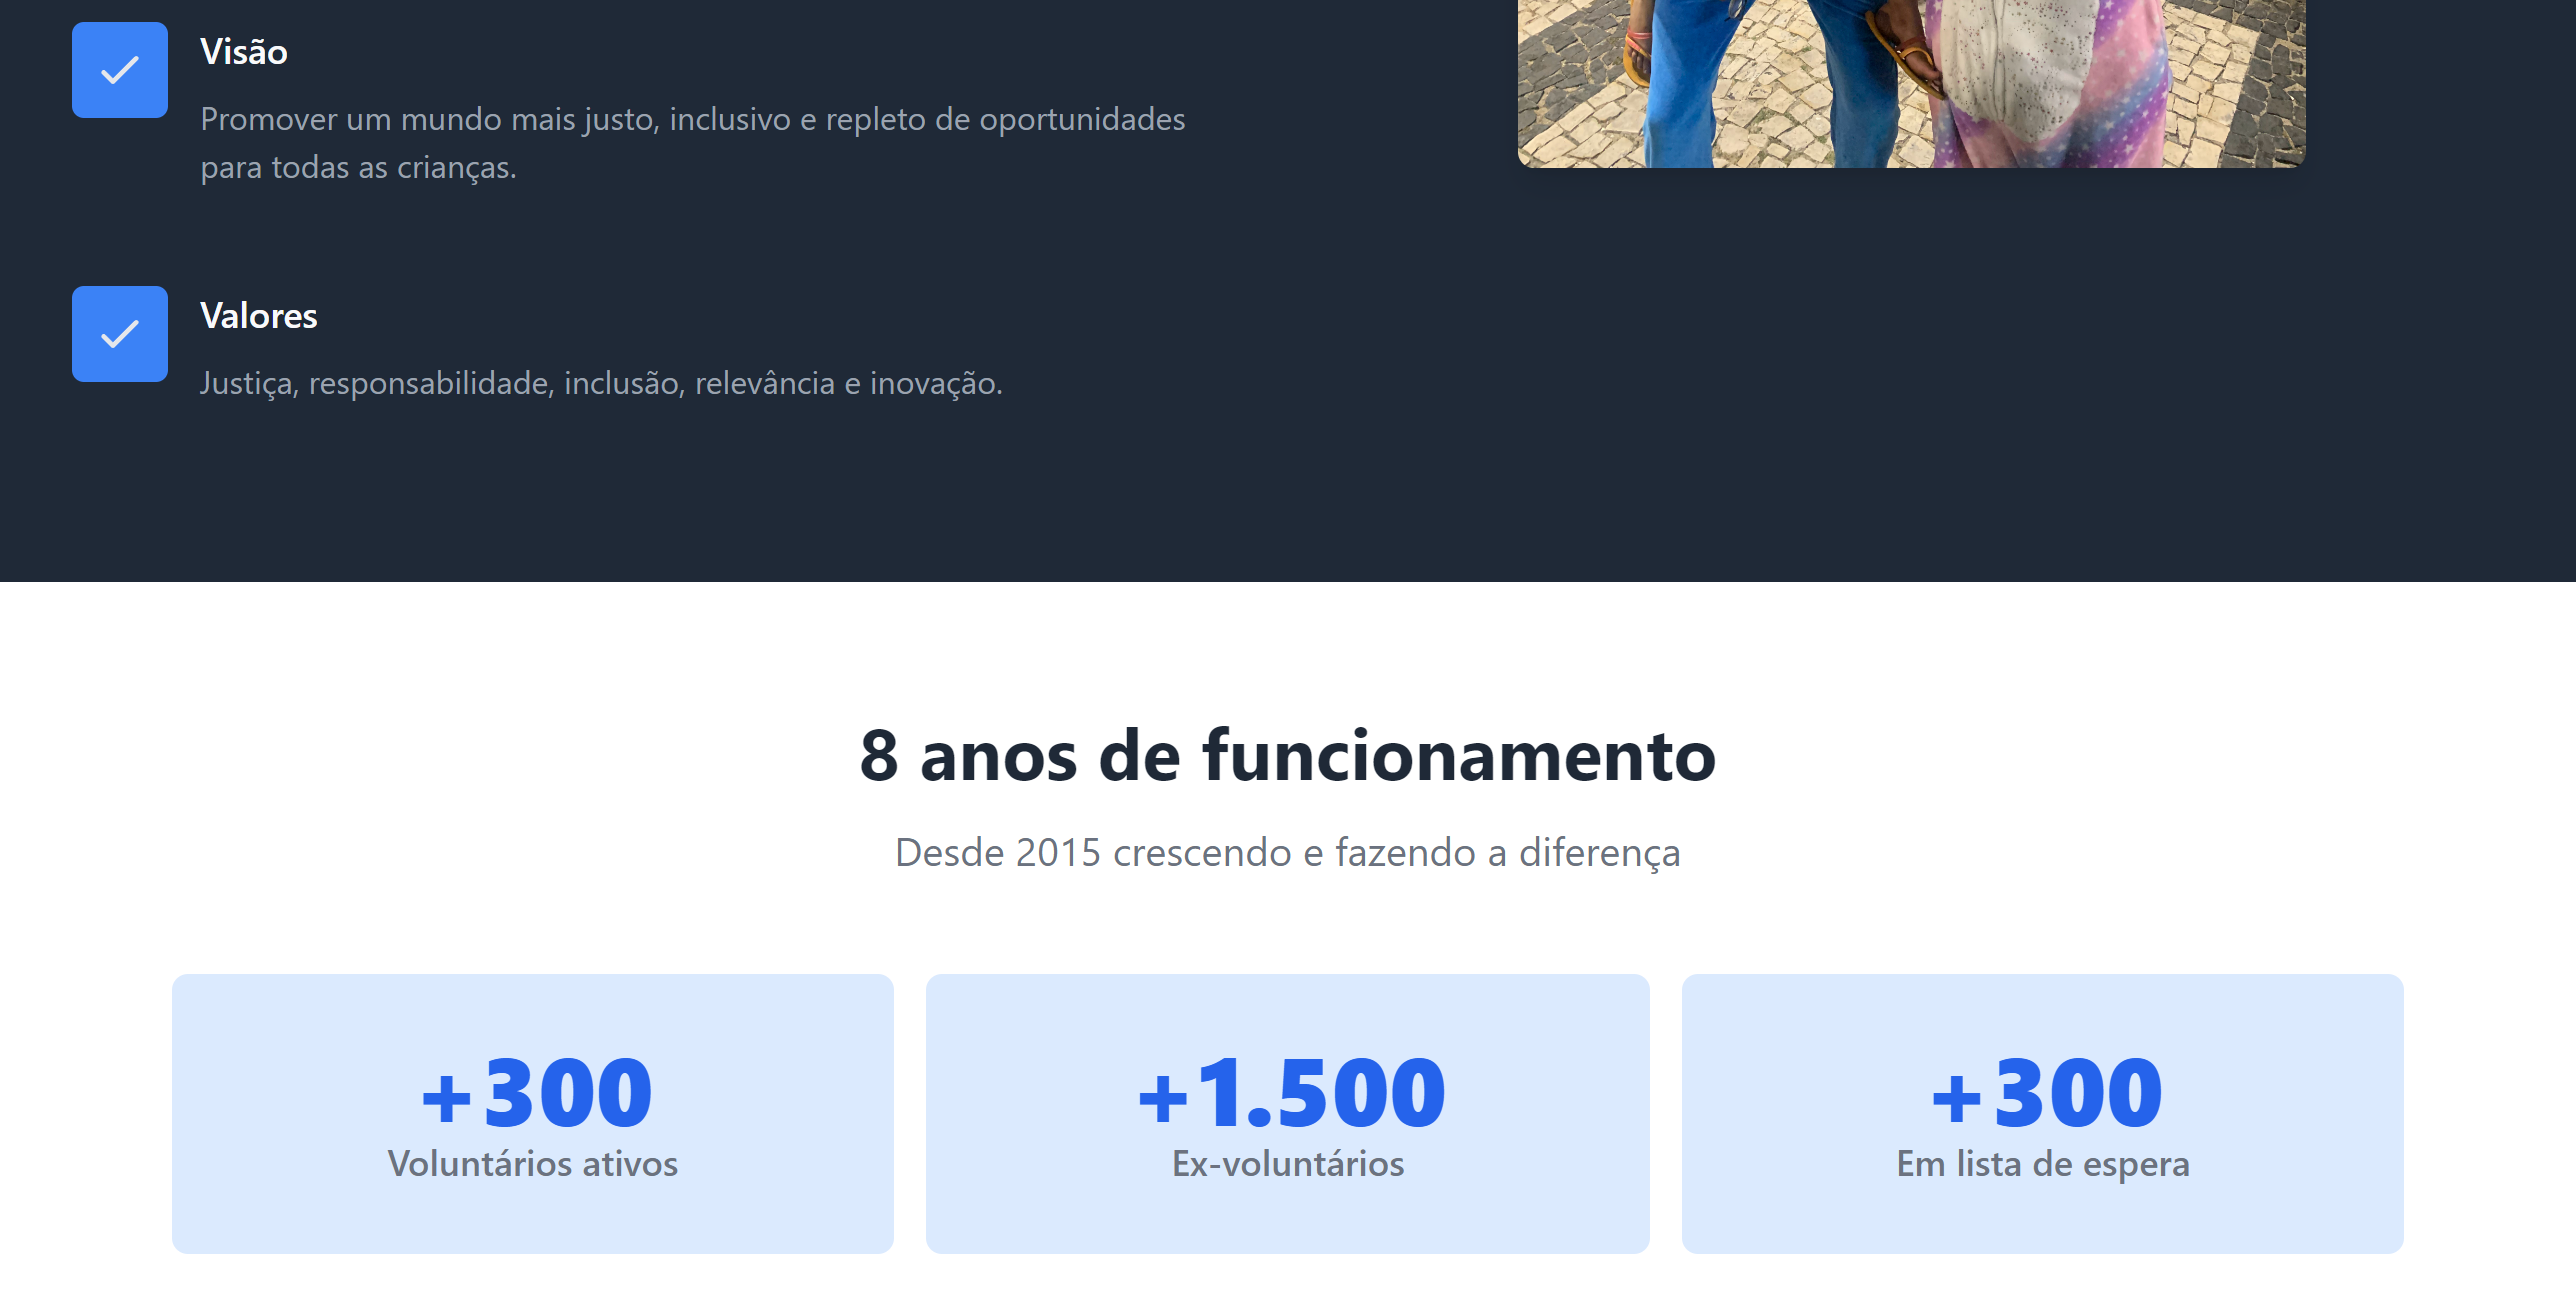 Visão
Promover um mundo mais justo, inclusivo e repleto de oportunidades
para todas as crianças.
Valores
Justiça, responsabilidade, inclusão, relevância e inovação.
8 anos de funcionamento
Desde 2015 crescendo e fazendo a diferença
+300
Voluntários ativos
+1.500
Ex-voluntários
+300
Em lista de espera